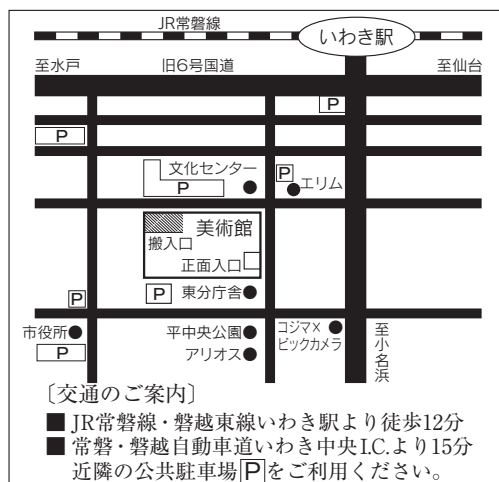 JR常磐線
いわき駅
至水戸
旧6号国道
至仙台
P
P
文化センター
P
P
エリム
美術館
搬入口
正面入口
P
P
東分庁舎
市役所
P
平中央公園
アリオス
コジマ×
ビックカメラ
至小名浜
〔交通のご案内〕
■ JR常磐線・磐越東線いわき駅より徒歩12分
■ 常磐・磐越自動車道いわき中央I.C.より15分
近隣の公共駐車場Pをご利用ください。